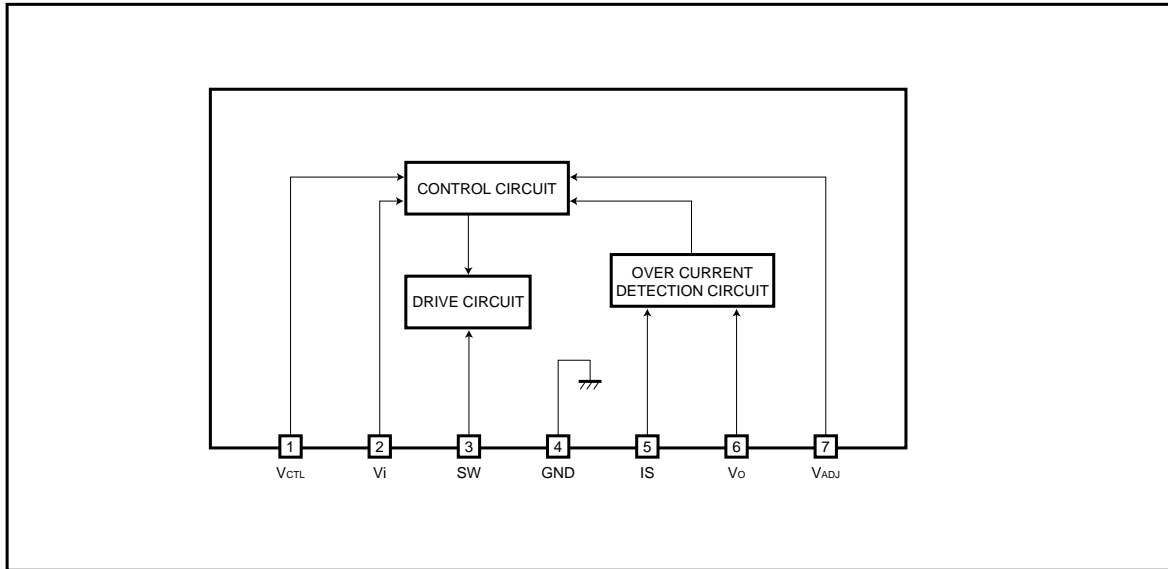 CONTROL CIRCUIT
OVER CURRENT
DETECTION CIRCUIT
DRIVE CIRCUIT
1 2 3 4 5 6 7
VCTL Vi SW GND IS VO VADJ